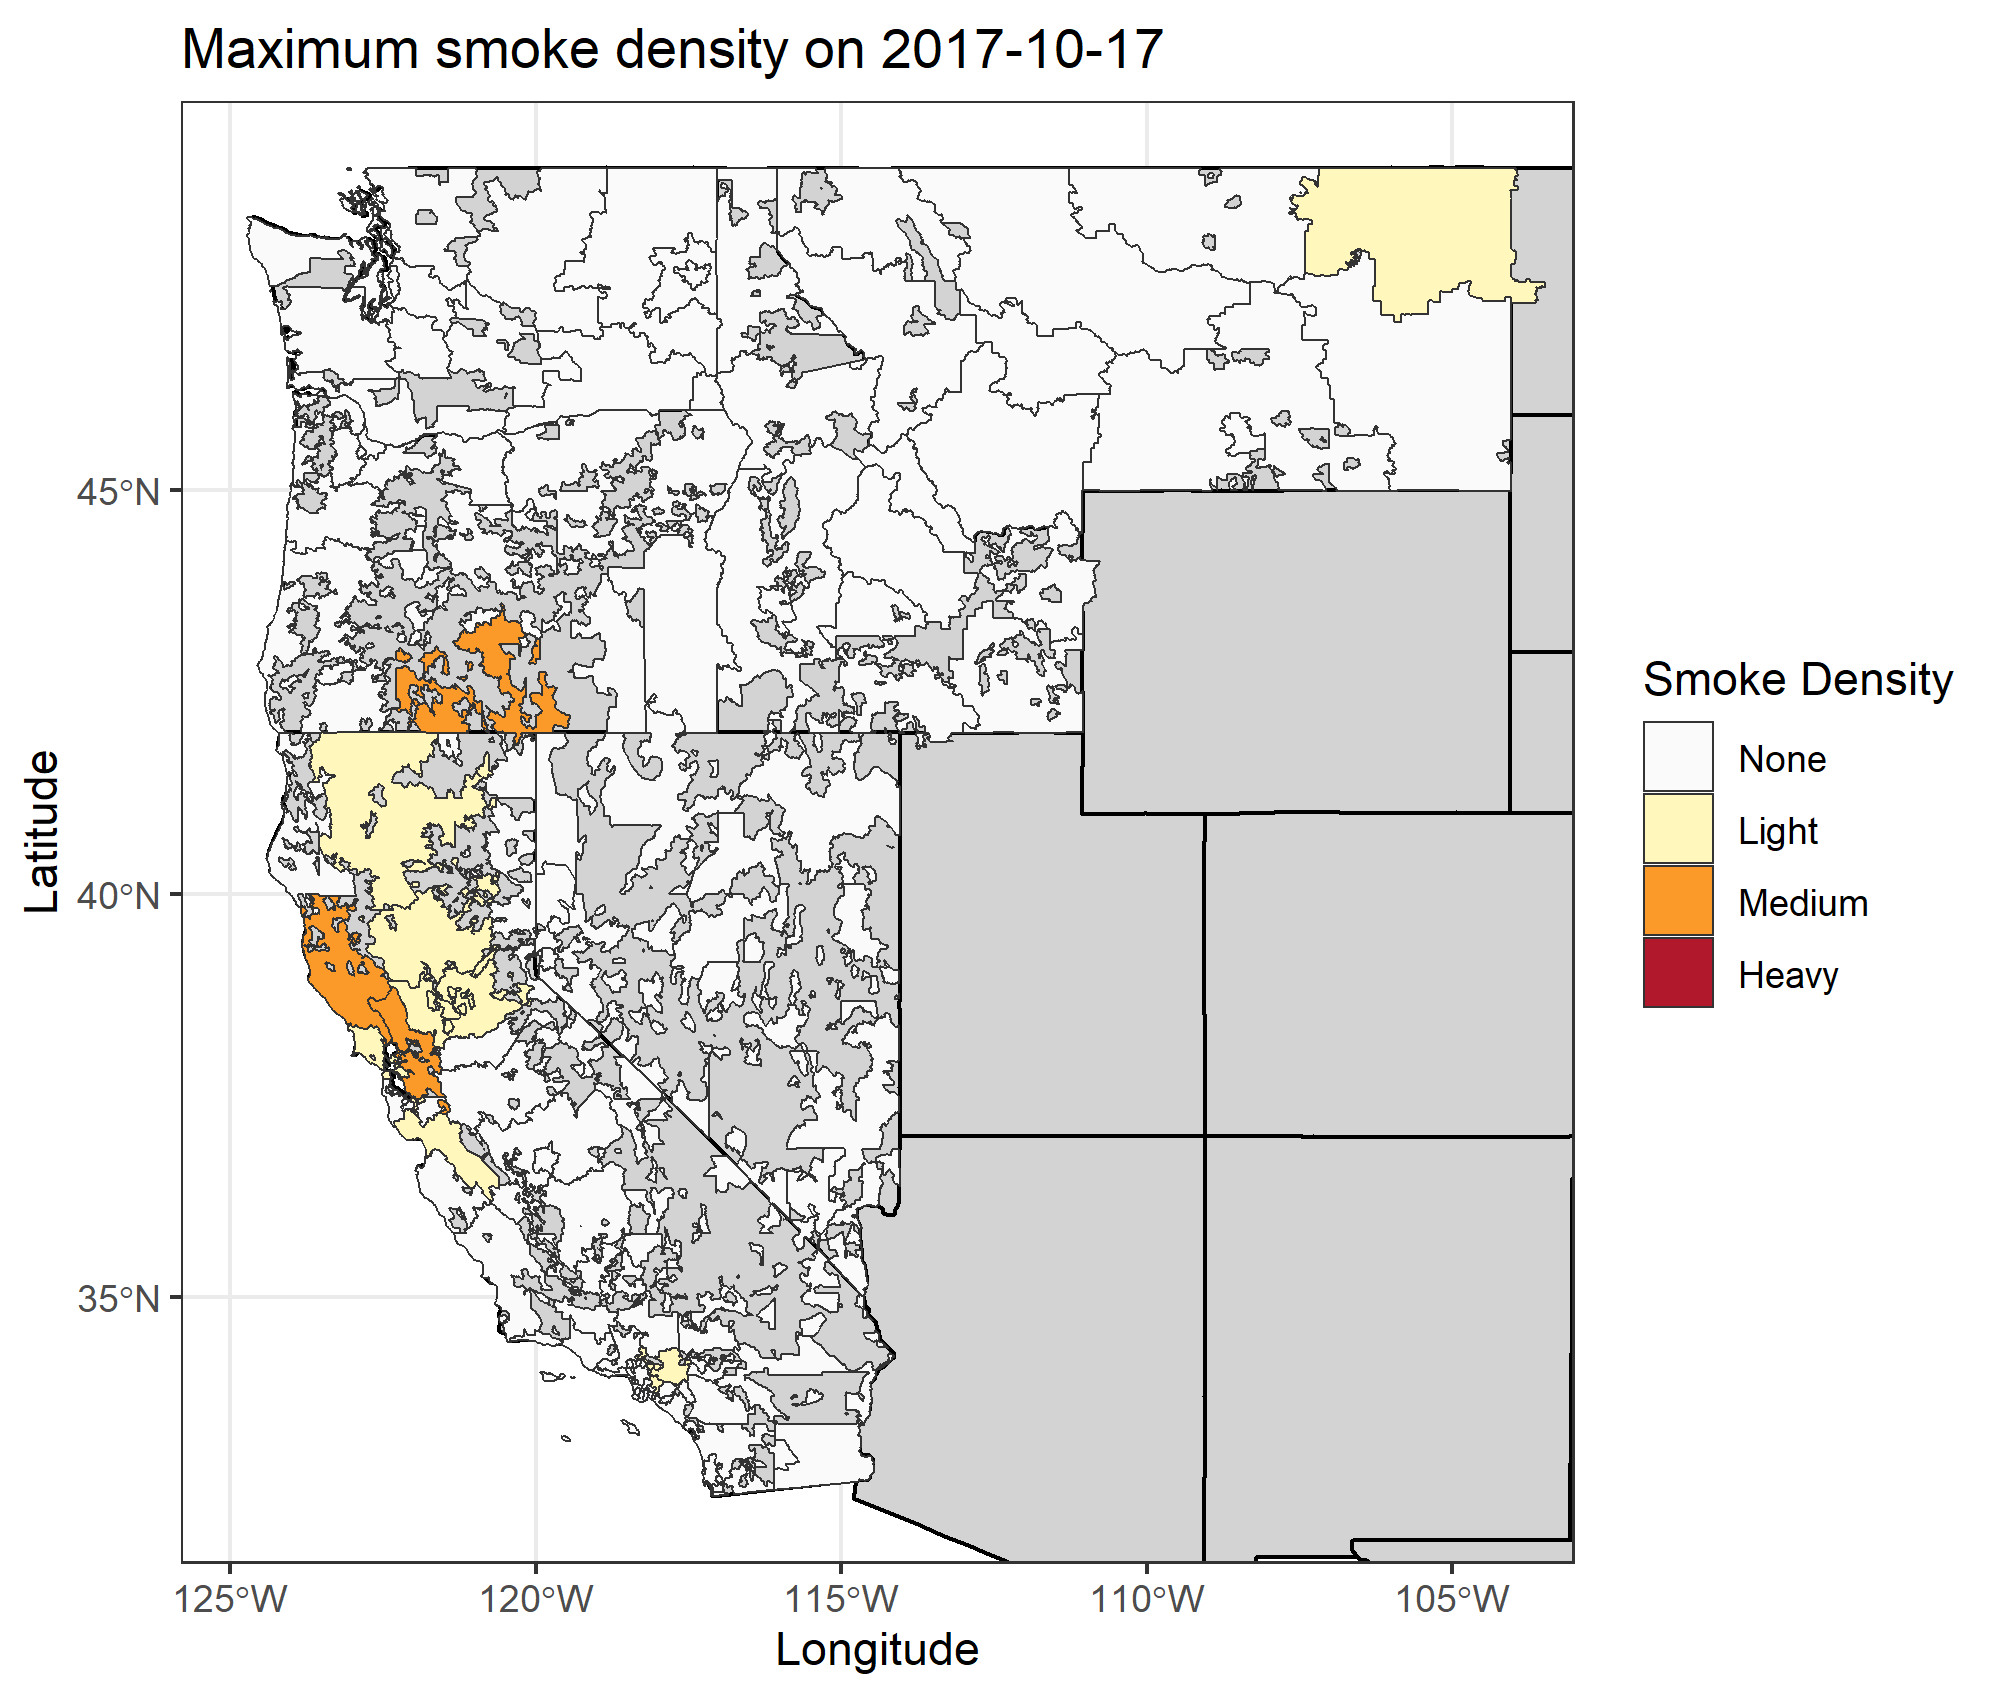 Maximum smoke density on 2017-10-17
45°N
40°N
35°N
Latitude
125°W
120°W
115°W
110°W
105°W
Longitude
Smoke Density
None
Light
Medium
Heavy